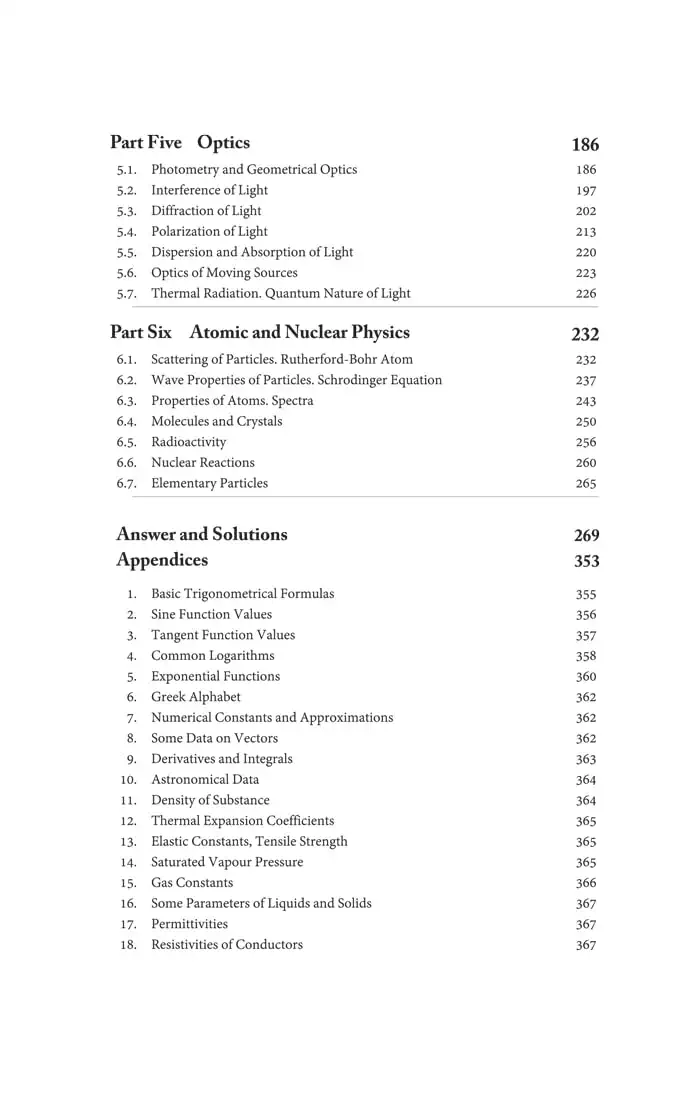 Part Five Optics 186
5.1. Photometry and Geometrical Optics 186
5.2. Interference of Light 197
5.3. Diffraction of Light 202
5.4. Polarization of Light 213
5.5. Dispersion and Absorption of Light 220
5.6. Optics of Moving Sources 223
5.7. Thermal Radiation. Quantum Nature of Light 226
Part Six Atomic and Nuclear Physics 232
6.1. Scattering of Particles. Rutherford-Bohr Atom 232
6.2. Wave Properties of Particles. Schrodinger Equation 237
6.3. Properties of Atoms. Spectra 243
6.4. Molecules and Crystals 250
6.5. Radioactivity 256
6.6. Nuclear Reactions 260
6.7. Elementary Particles 265
Answer and Solutions 269
Appendices 353
1. Basic Trigonometrical Formulas 355
2. Sine Function Values 356
3. Tangent Function Values 357
4. Common Logarithms 358
5. Exponential Functions 360
6. Greek Alphabet 362
7. Numerical Constants and Approximations 362
8. Some Data on Vectors 362
9. Derivatives and Integrals 363
10. Astronomical Data 364
11. Density of Substance 364
12. Thermal Expansion Coefficients 365
13. Elastic Constants, Tensile Strength 365
14. Saturated Vapour Pressure 365
15. Gas Constants 366
16. Some Parameters of Liquids and Solids 367
17. Permittivities 367
18. Resistivities of Conductors 367